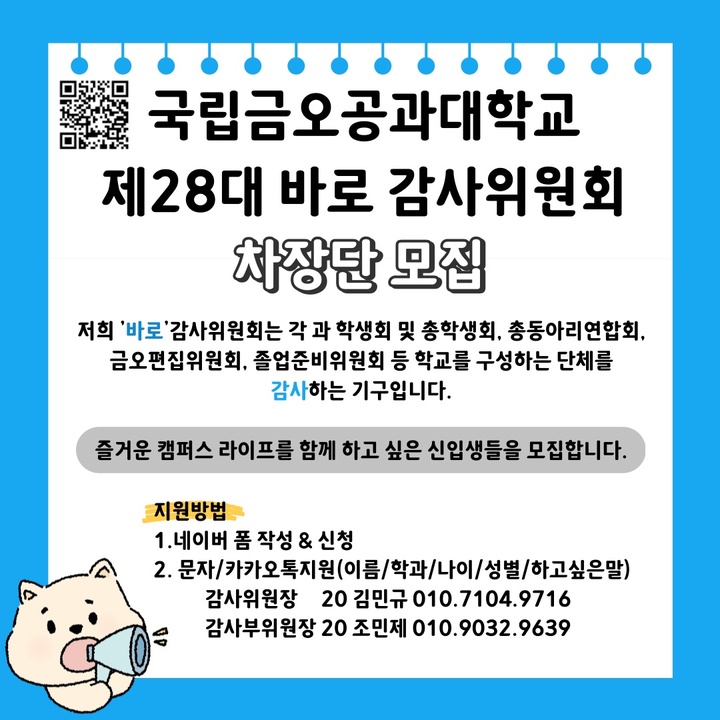 국립금오공과대학교
제28대 바로 감사위원회
차장단 모집
저희 '바로'감사위원회는 각 과 학생회 및 총학생회, 총동아리연합회,
금오편집위원회, 졸업준비위원회 등 학교를 구성하는 단체를
감사하는 기구입니다.
즐거운 캠퍼스 라이프를 함께 하고 싶은 신입생들을 모집합니다.
지원방법
1.네이버 폼 작성 & 신청
2. 문자/카카오톡지원(이름/학과/나이/성별/하고싶은말)
감사위원장 20 김민규 010.7104.9716
감사부위원장 20 조민제 010.9032.9639